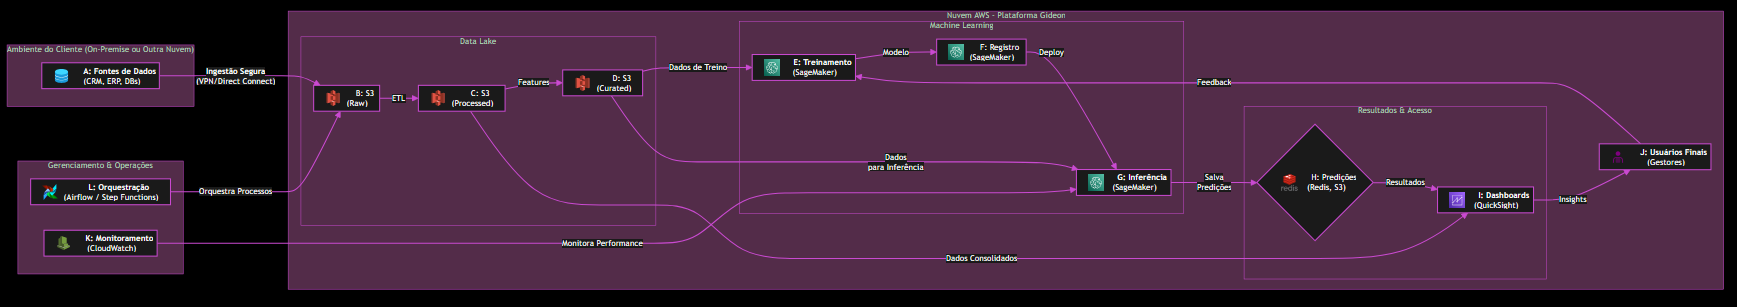 Nuvem AWS - Plataforma Gideon
Ambiente do Cliente (On-Premise ou Outra Nuvem)
A: Fontes de Dados
(CRM, ERP, DBs)
Ingestão Segura
(VPN/Direct Connect)
Gerenciamento & Operações
L: Orquestração
(Airflow / Step Functions)
Orquestra Processos
K: Monitoramento
(CloudWatch)
Monitora Performance
Data Lake
B: S3
(Raw)
ETL
C: S3
(Processed)
Features
D: S3
(Curated)
Dados de Treino
Machine Learning
E: Treinamento
(SageMaker)
Modelo
F: Registro
(SageMaker)
Deploy
Dados
para Inferência
G: Inferência
(SageMaker)
Feedback
Salva
Predições
Dados Consolidados
Resultados & Acesso
redis
H: Predições
(Redis, S3)
Resultados
I: Dashboards
(QuickSight)
Insights
J: Usuários Finais
(Gestores)